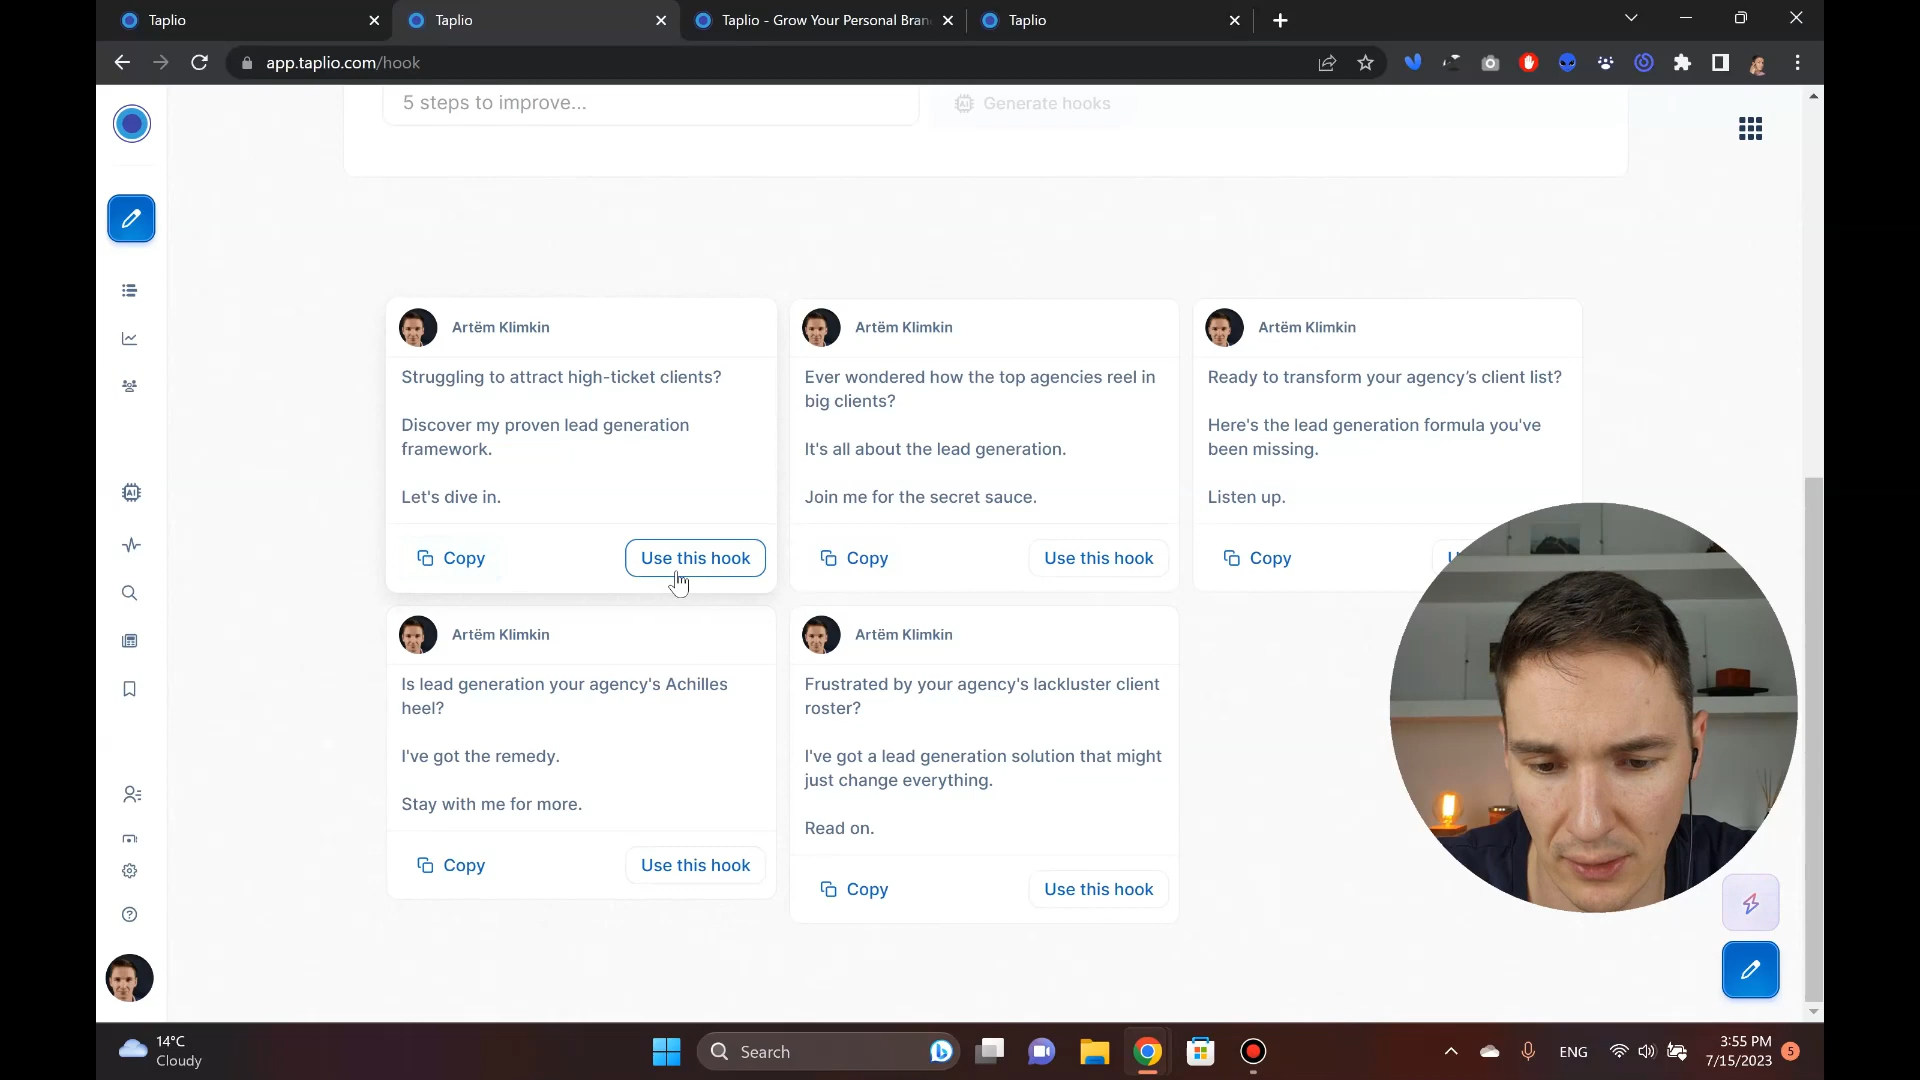 Taplio
Taplio
Taplio - Grow Your Personal Bran
Taplio
app.taplio.com/hook
5 steps to improve...
Generate hooks
Artëm Klimkin
Struggling to attract high-ticket clients?
Discover my proven lead generation
framework.
Let's dive in.
Copy
Use this hook
Artëm Klimkin
Ever wondered how the top agencies reel in
big clients?
It's all about the lead generation.
Join me for the secret sauce.
Copy
Use this hook
Artëm Klimkin
Ready to transform your agency's client list?
Here's the lead generation formula you've
been missing.
Listen up.
Copy
Artëm Klimkin
Is lead generation your agency's Achilles
heel?
I've got the remedy.
Stay with me for more.
Copy
Use this hook
Artëm Klimkin
Frustrated by your agency's lackluster client
roster?
I've got a lead generation solution that might
just change everything.
Read on.
Copy
Use this hook
AI
14°C
Cloudy
Search
ENG
3:55 PM
7/15/2023
5